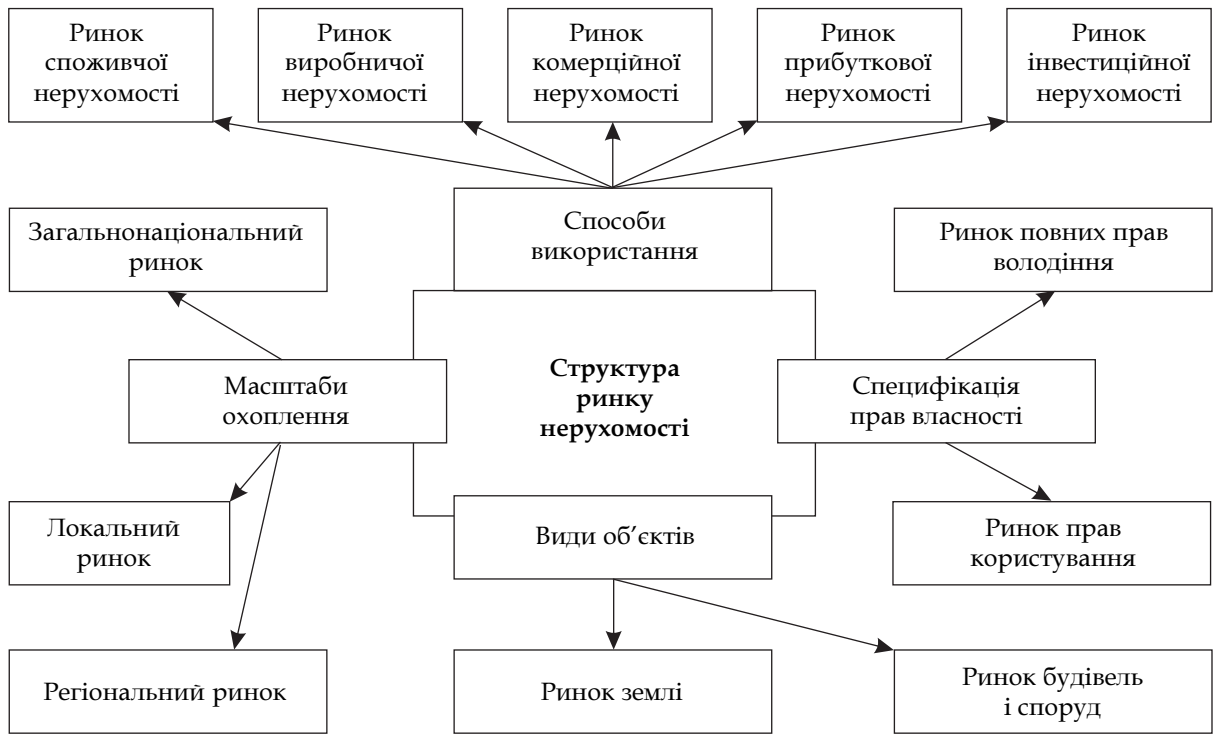 Ринок
споживчої
нерухомості
Ринок
виробничої
нерухомості
Ринок
комерційної
нерухомості
Ринок
прибуткової
нерухомості
Ринок
інвестиційної
нерухомості
Способи
використання
Загальнонаціональний
ринок
Ринок повних прав
володіння
Масштаби
охоплення
Структура
ринку
нерухомості
Специфікація
прав власності
Локальний
ринок
Види об’єктів
Ринок прав
користування
Регіональний ринок
Ринок землі
Ринок будівель
і споруд